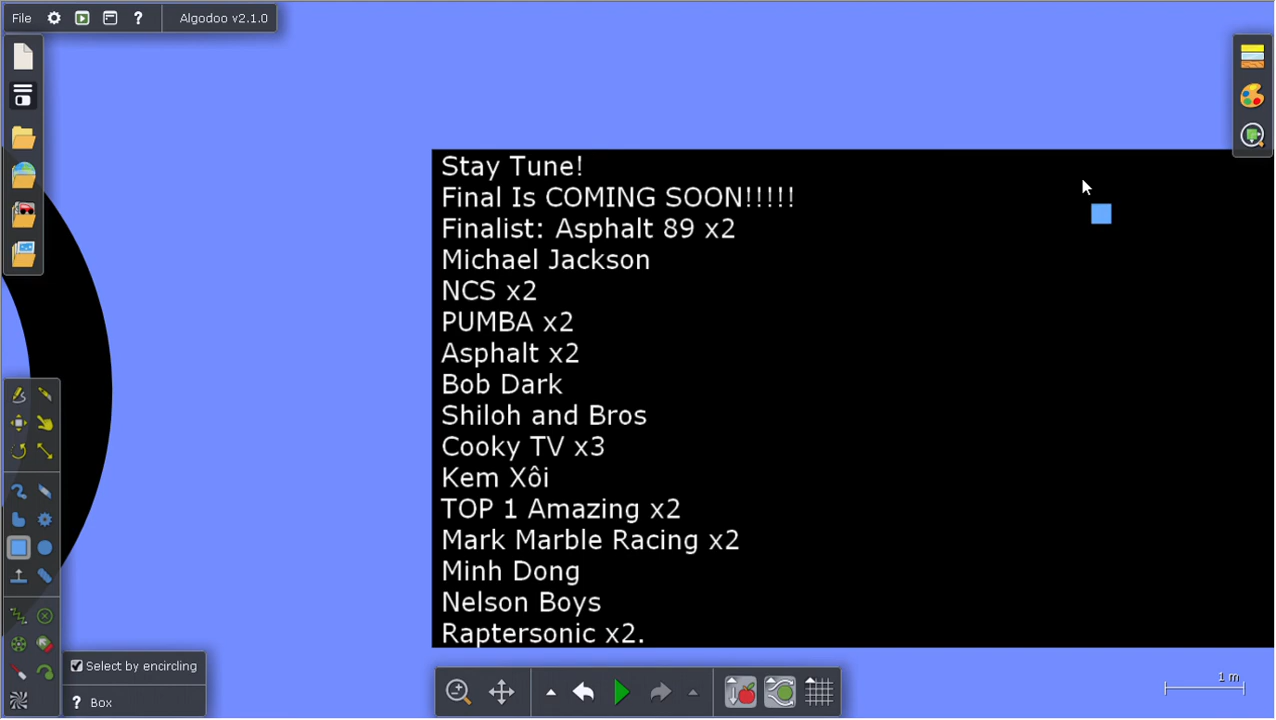 File ? Algodoo v2.1.0
Stay Tune!
Final Is COMING SOON!!!!!
Finalist: Asphalt 89 x2
Michael Jackson
NCS x2
PUMBA x2
Asphalt x2
Bob Dark
Shiloh and Bros
Cooky TV x3
Kem Xôi
TOP 1 Amazing x2
Mark Marble Racing x2
Minh Dong
Nelson Boys
Raptersonic x2.
Select by encircling
? Box
1 m